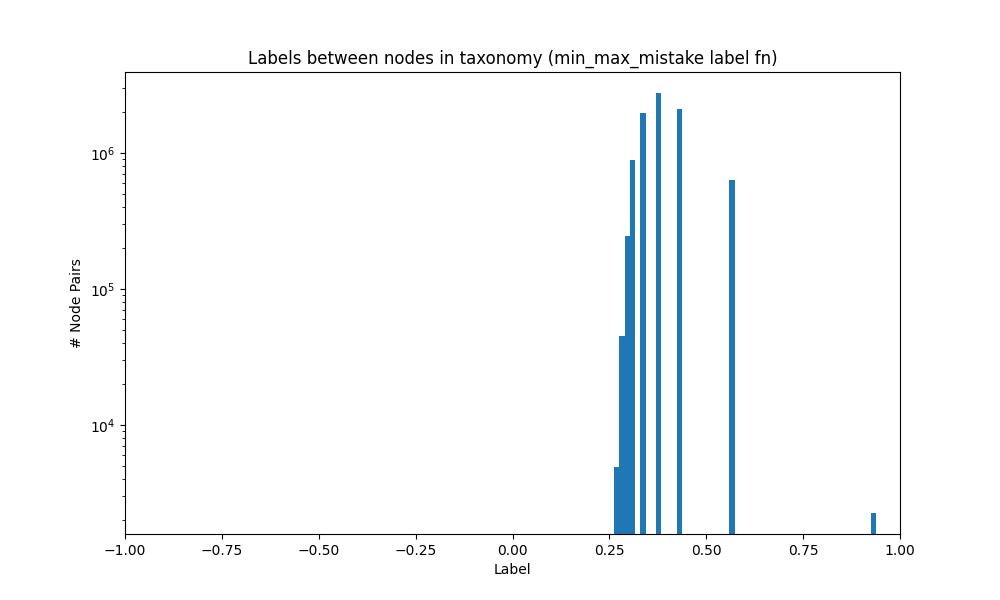 Labels between nodes in taxonomy (min_max_mistake label fn)
# Node Pairs
10^6
10^5
10^4
−1.00 −0.75 −0.50 −0.25 0.00 0.25 0.50 0.75 1.00
Label